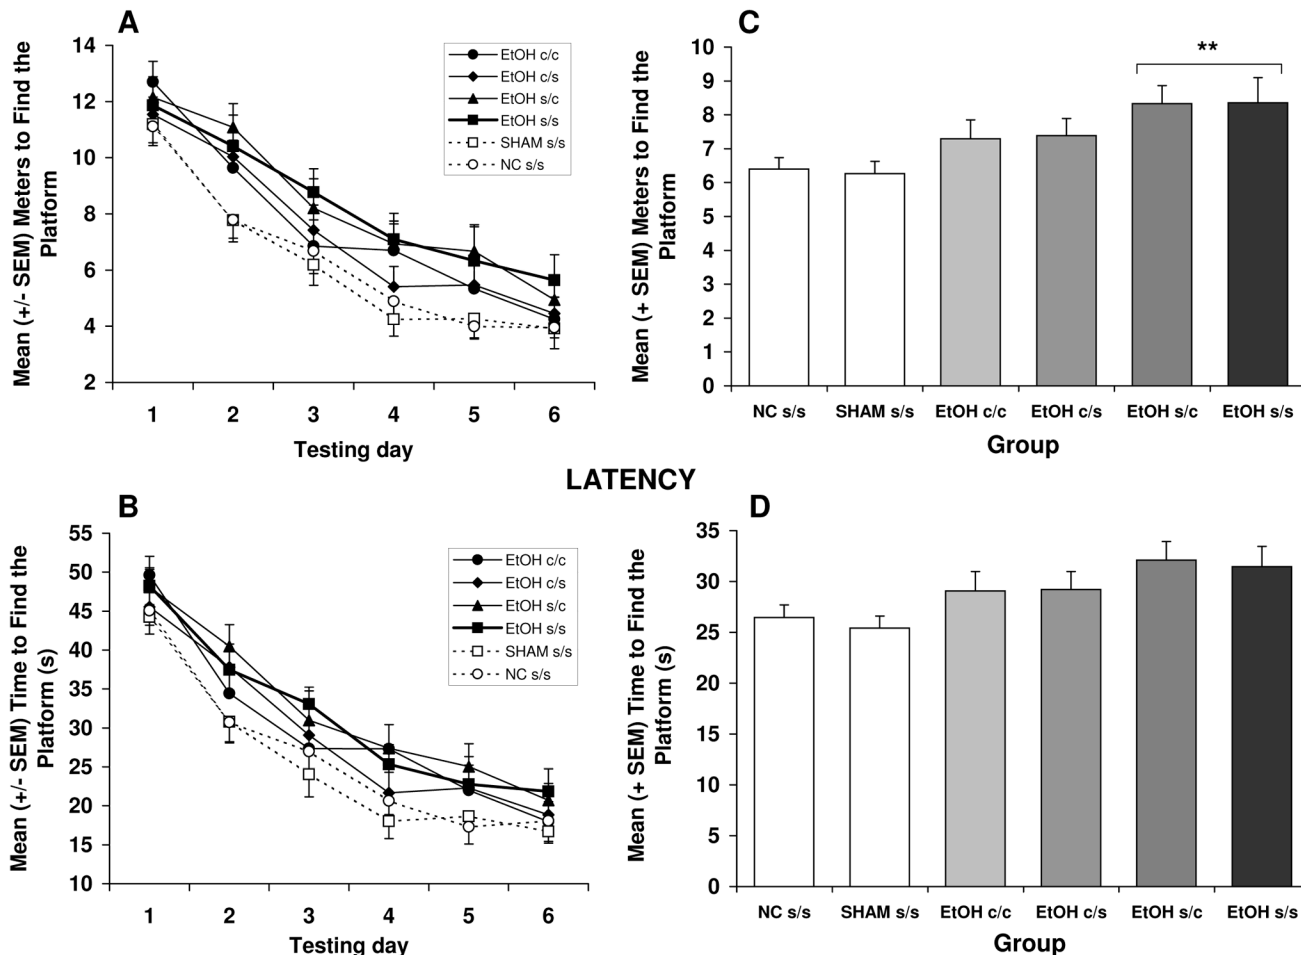 A
Mean (+/- SEM) Meters to Find the
Platform
14
12
10
8
6
4
2
EtOH c/c
EtOH c/s
EtOH s/c
EtOH s/s
SHAM s/s
NC s/s
1 2 3 4 5 6
Testing day
C
Mean (+ SEM) Meters to Find the
Platform
10
9
8
7
6
5
4
3
2
1
0
**
NC s/s SHAM s/s EtOH c/c EtOH c/s EtOH s/c EtOH s/s
Group
LATENCY
B
Mean (+/- SEM) Time to Find the
Platform (s)
55
50
45
40
35
30
25
20
15
10
EtOH c/c
EtOH c/s
EtOH s/c
EtOH s/s
SHAM s/s
NC s/s
1 2 3 4 5 6
Testing day
D
Mean (+ SEM) Time to Find the
Platform (s)
35
30
25
20
15
10
5
0
NC s/s SHAM s/s EtOH c/c EtOH c/s EtOH s/c EtOH s/s
Group